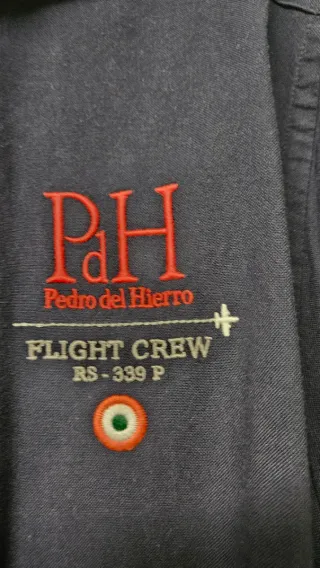 PdH
Pedro del Hierro
FLIGHT CREW
RS - 339 P